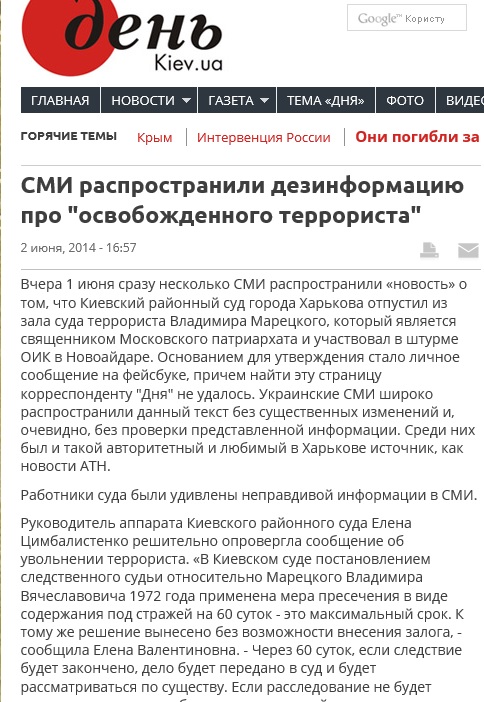 день
Kiev.ua
Google™ Користу
ГЛАВНАЯ НОВОСТИ ГАЗЕТА ТЕМА «ДНЯ» ФОТО ВИДЕО
ГОРЯЧИЕ ТЕМЫ Крым Интервенция России Они погибли за
СМИ распространили дезинформацию
про "освобожденного террориста"
2 июня, 2014 - 16:57
Вчера 1 июня сразу несколько СМИ распространили «новость» о
том, что Киевский районный суд города Харькова отпустил из
зала суда террориста Владимира Марецкого, который является
священником Московского патриархата и участвовал в штурме
ОИК в Новоайдаре. Основанием для утверждения стало личное
сообщение на фейсбуке, причем найти эту страницу
корреспонденту "Дня" не удалось. Украинские СМИ широко
распространили данный текст без существенных изменений и,
очевидно, без проверки представленной информации. Среди них
был и такой авторитетный и любимый в Харькове источник, как
новости АТН.
Работники суда были удивлены неправдивой информации в СМИ.
Руководитель аппарата Киевского районного суда Елена
Цимбалистенко решительно опровергла сообщение об
увольнении террориста. «В Киевском суде постановлением
следственного судьи относительно Марецкого Владимира
Вячеславовича 1972 года применена мера пресечения в виде
содержания под стражей на 60 суток - это максимальный срок. К
тому же решение вынесено без возможности внесения залога, -
сообщила Елена Валентиновна. - Через 60 суток, если следствие
будет закончено, дело будет передано в суд и будет
рассматриваться по существу. Если расследование не будет